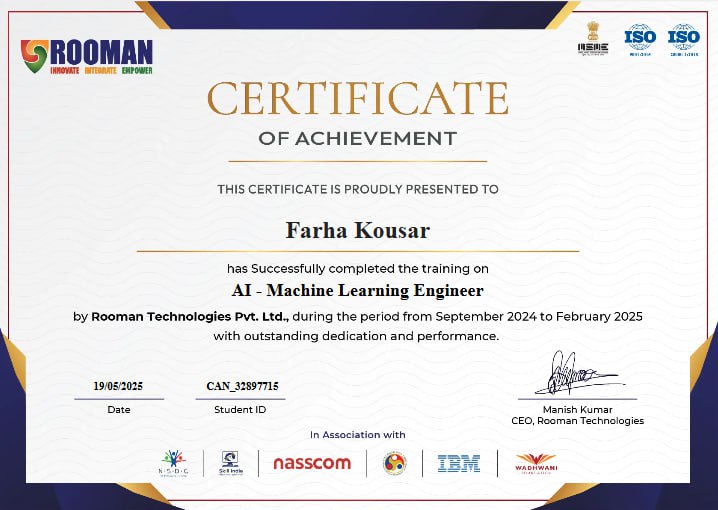 ROOMAN
INNOVATE INTEGRATE EMPOWER
MSME
ISO
ISO
CERTIFICATE
OF ACHIEVEMENT
THIS CERTIFICATE IS PROUDLY PRESENTED TO
Farha Kousar
has Successfully completed the training on
AI - Machine Learning Engineer
by Rooman Technologies Pvt. Ltd., during the period from September 2024 to February 2025
with outstanding dedication and performance.
19/05/2025
CAN_32897715
Date
Student ID
Manish Kumar
CEO, Rooman Technologies
In Association with
N·S·D·C
Skill India
nasscom
IBM
WADHWANI